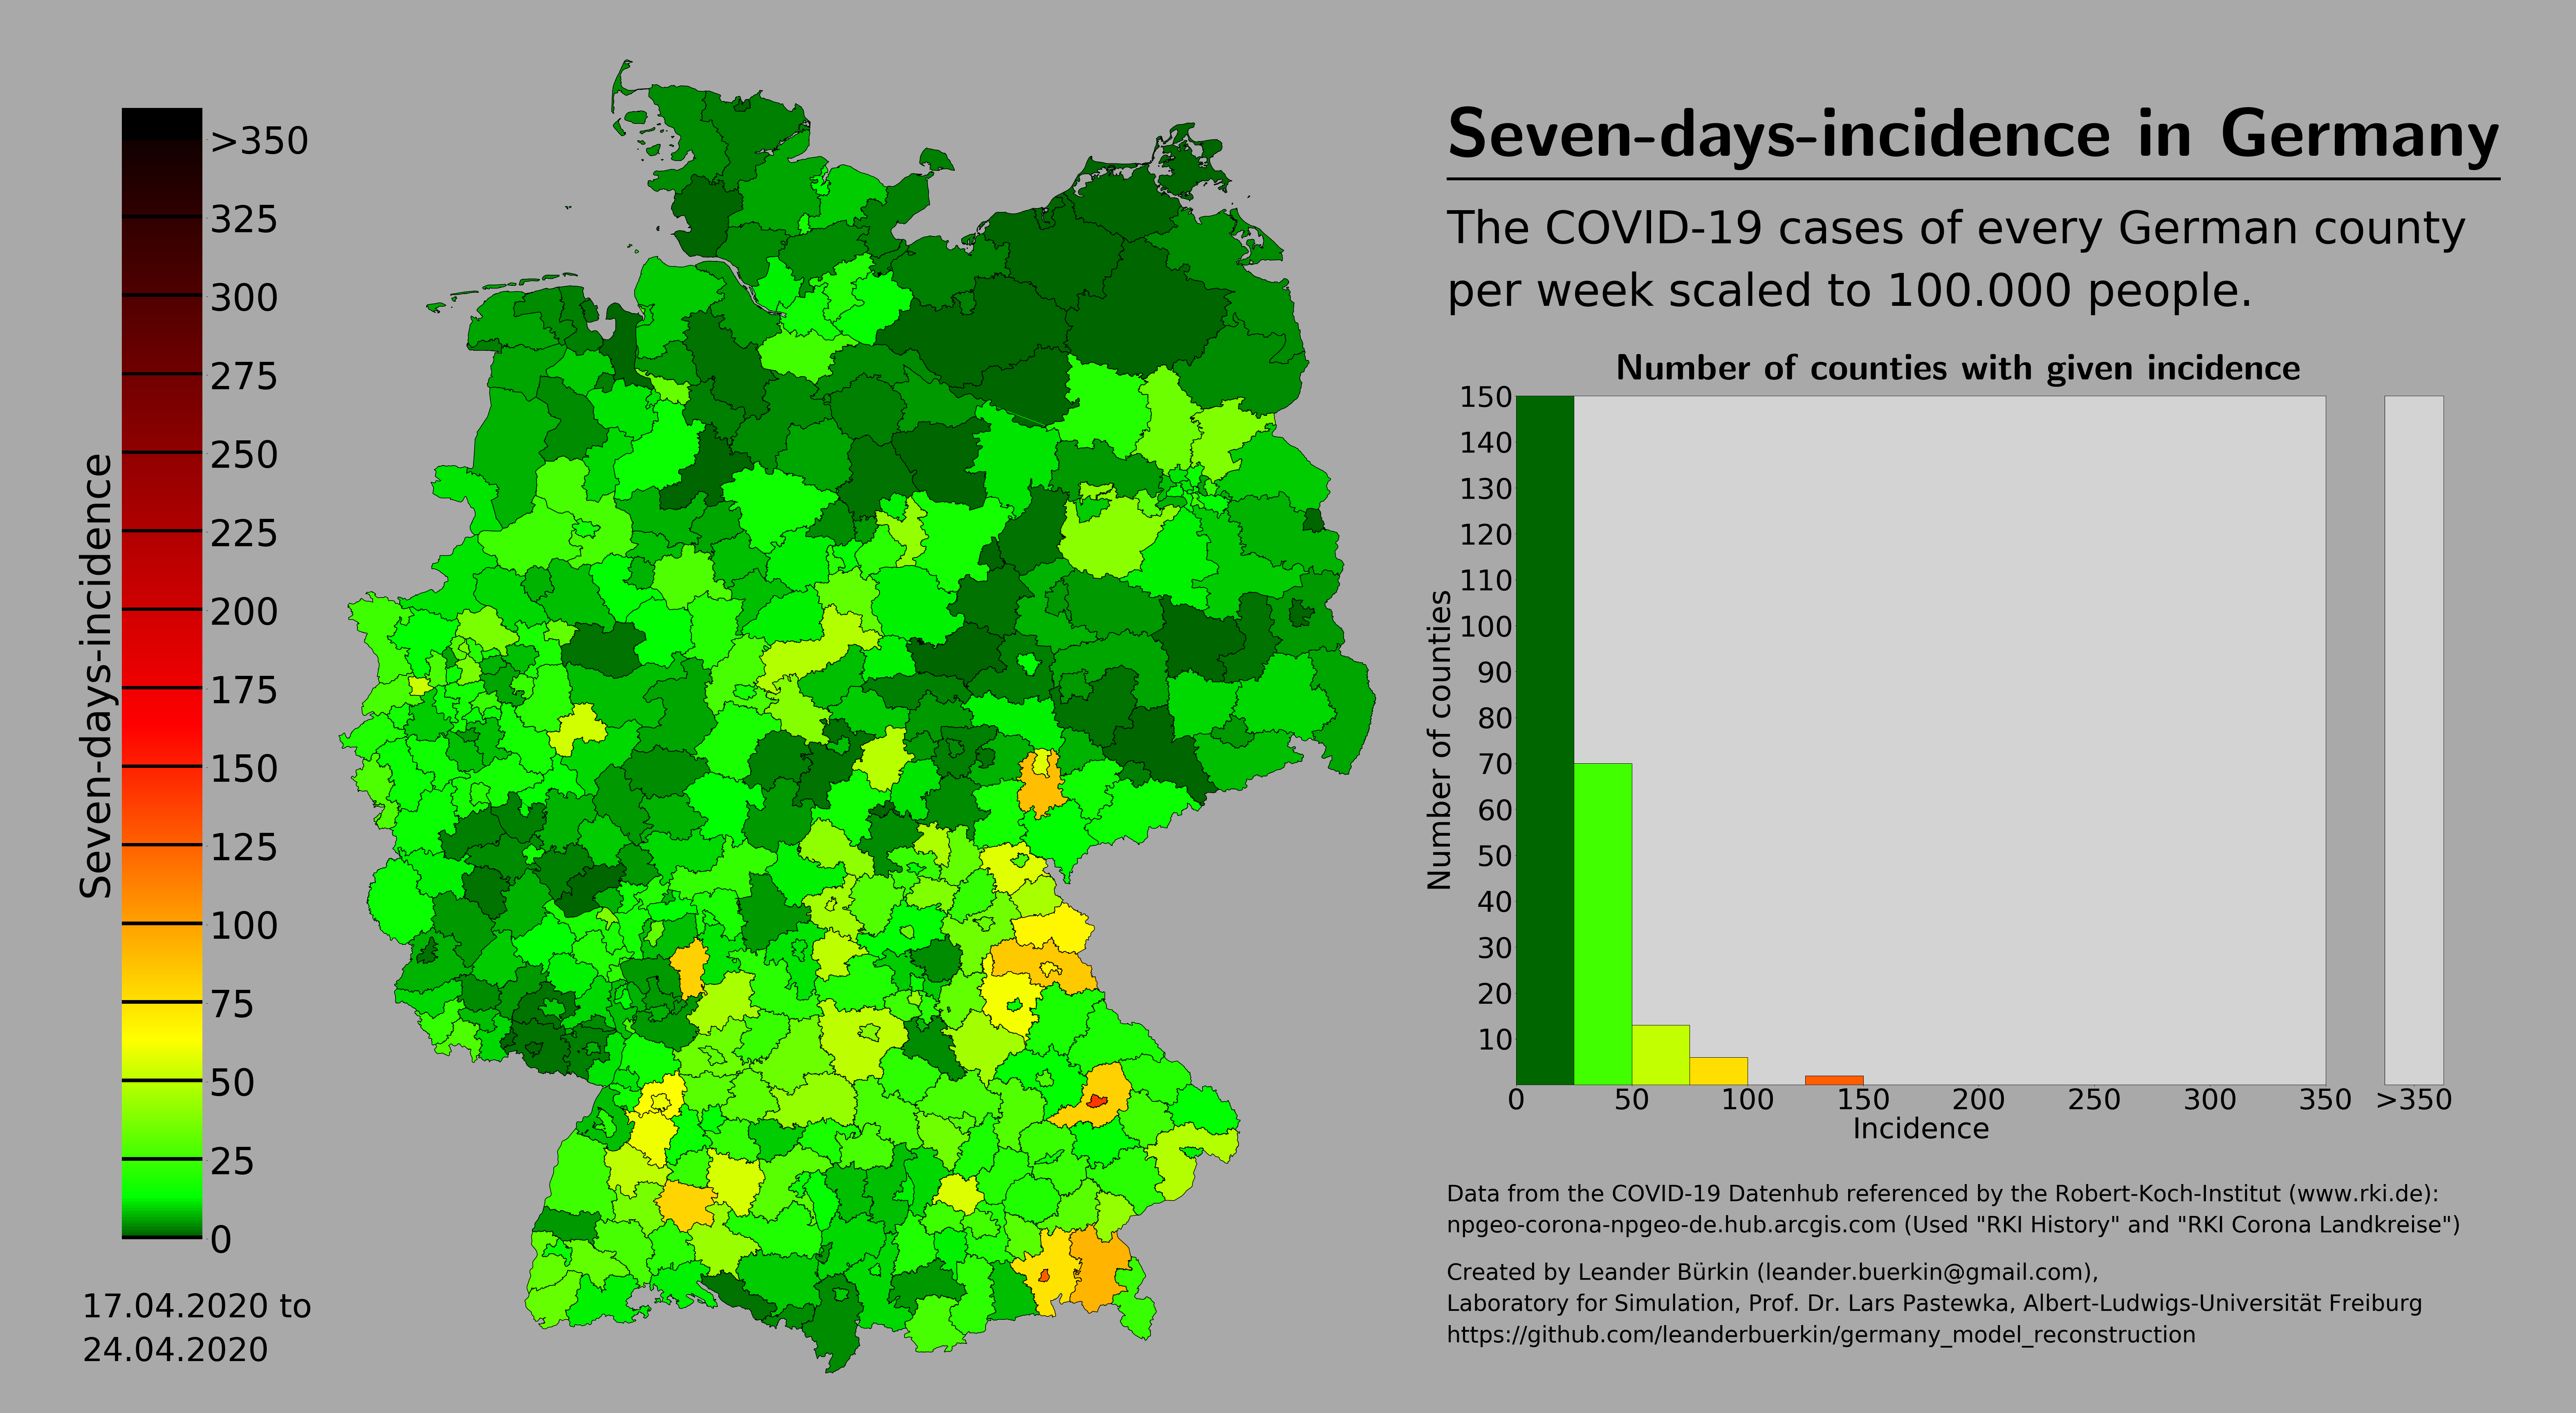 Seven-days-incidence in Germany
The COVID-19 cases of every German county
per week scaled to 100.000 people.
>350
325
300
275
250
225
200
175
150
125
100
75
50
25
0
Seven-days-incidence
17.04.2020 to
24.04.2020
Number of counties with given incidence
150
140
130
120
110
100
90
80
70
60
50
40
30
20
10
Number of counties
0 50 100 150 200 250 300 350 >350
Incidence
Data from the COVID-19 Datenhub referenced by the Robert-Koch-Institut (www.rki.de):
npgeo-corona-npgeo-de.hub.arcgis.com (Used "RKI History" and "RKI Corona Landkreise")
Created by Leander Bürkin (leander.buerkin@gmail.com),
Laboratory for Simulation, Prof. Dr. Lars Pastewka, Albert-Ludwigs-Universität Freiburg
https://github.com/leanderbuerkin/germany_model_reconstruction